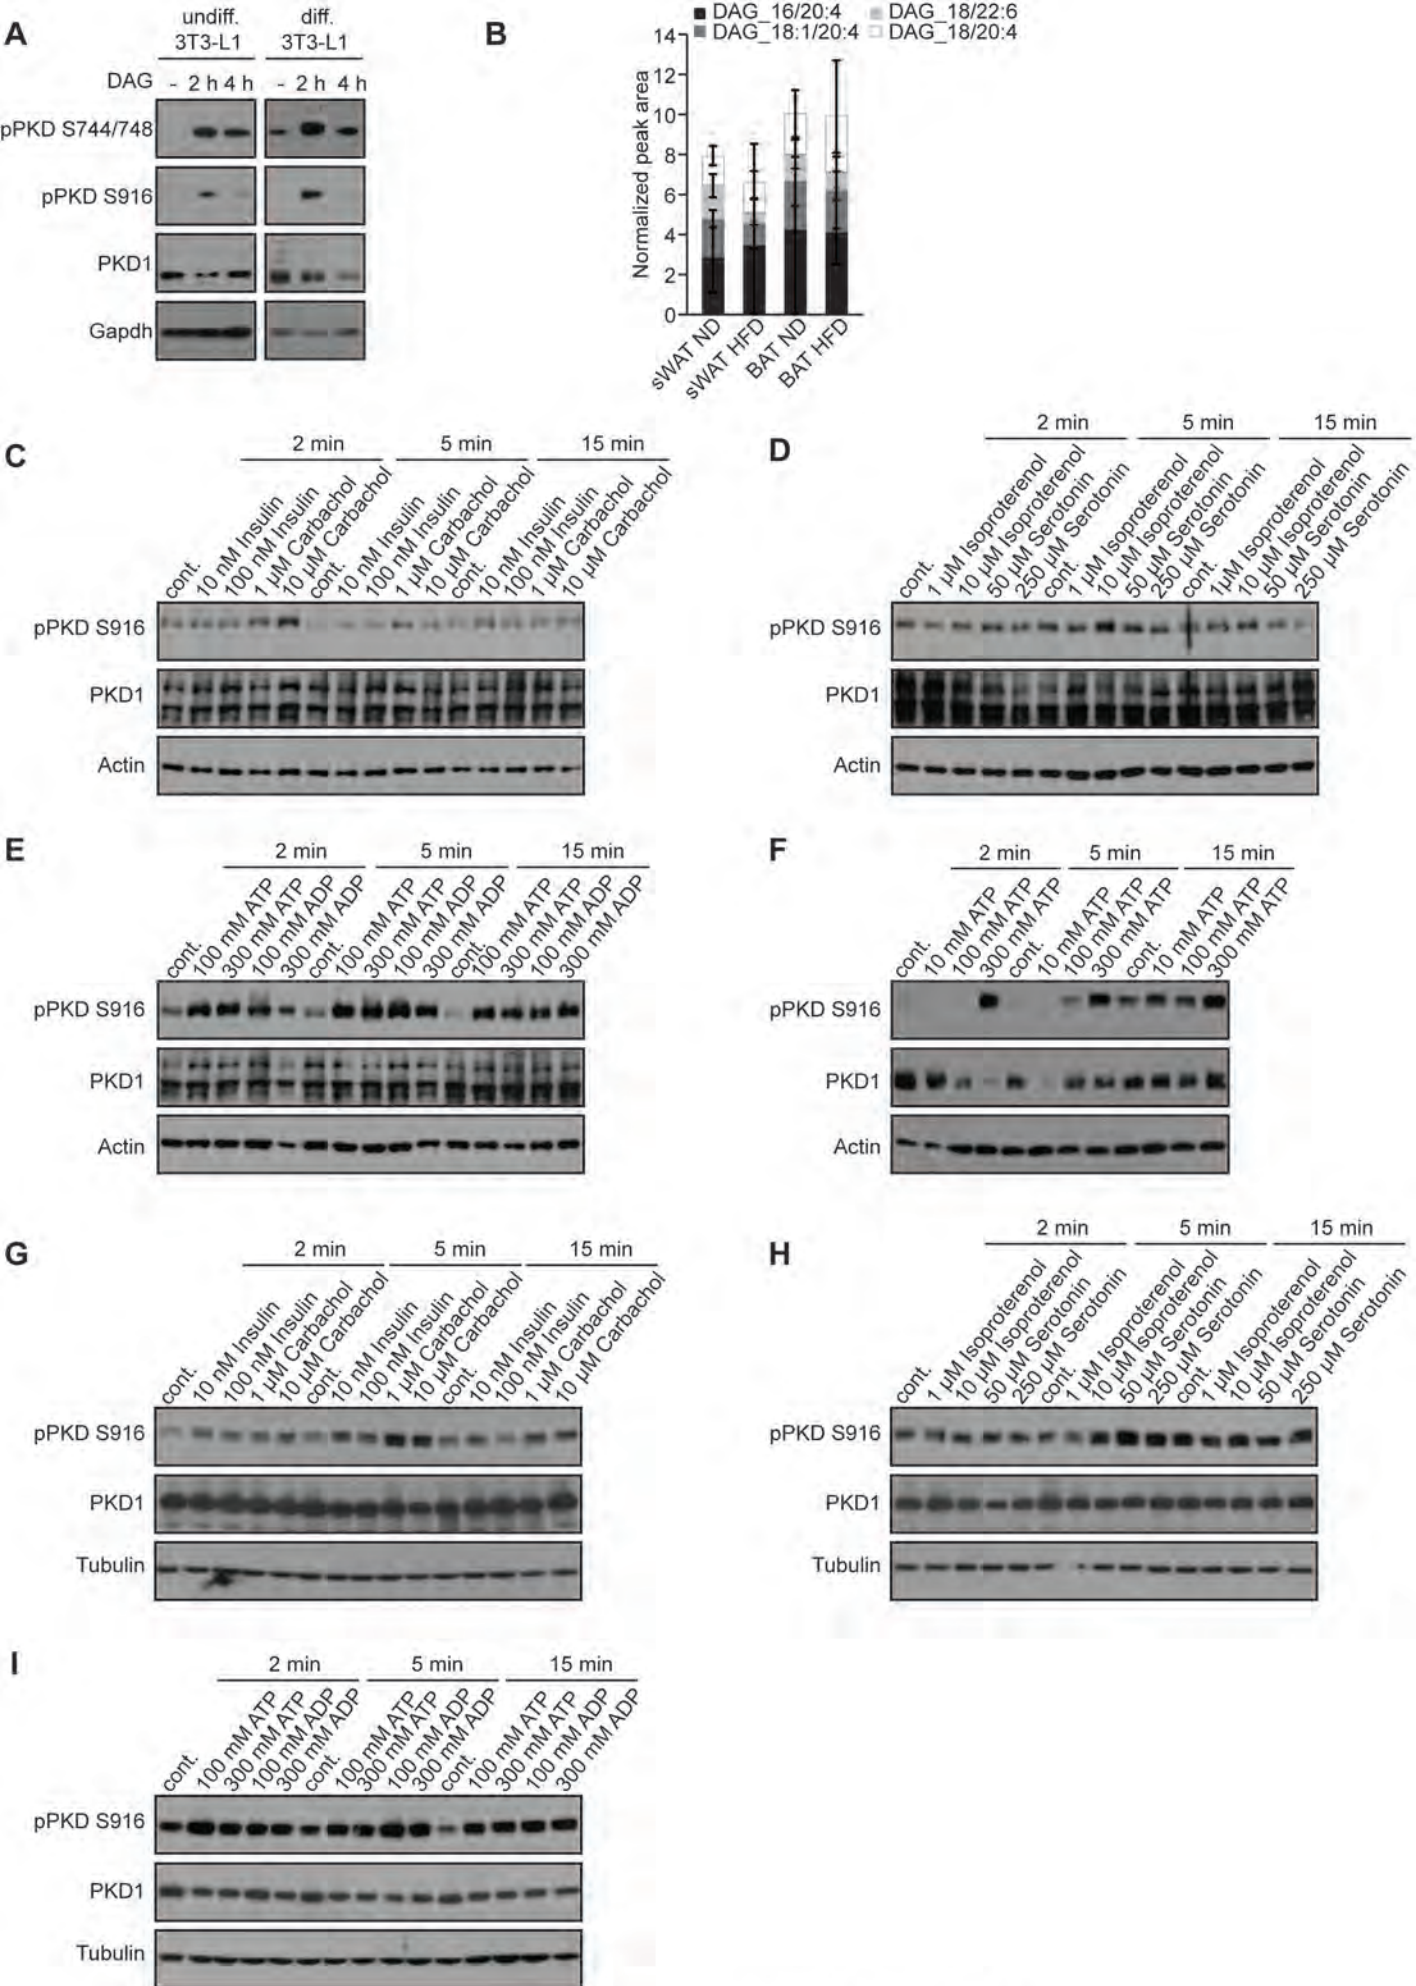 A
undiff.
3T3-L1
diff.
3T3-L1
DAG - 2 h 4 h - 2 h 4 h
pPKD S744/748
pPKD S916
PKD1
Gapdh
B
DAG_16/20:4 DAG_18/22:6
DAG_18:1/20:4 DAG_18/20:4
Normalized peak area
14
12
10
8
6
4
2
0
sWAT ND
sWAT HFD
BAT ND
BAT HFD
C
2 min 5 min 15 min
cont.
10 nM Insulin
100 nM Insulin
1 µM Carbachol
10 µM Carbachol
cont.
10 nM Insulin
100 nM Insulin
1 µM Carbachol
10 µM Carbachol
cont.
10 nM Insulin
100 nM Insulin
1 µM Carbachol
10 µM Carbachol
pPKD S916
PKD1
Actin
D
2 min 5 min 15 min
cont.
1 µM Isoproterenol
10 µM Isoproterenol
50 µM Serotonin
250 µM Serotonin
cont.
1 µM Isoproterenol
10 µM Isoproterenol
50 µM Serotonin
250 µM Serotonin
cont.
1µM Isoproterenol
10 µM Isoproterenol
50 µM Serotonin
250 µM Serotonin
pPKD S916
PKD1
Actin
E
2 min 5 min 15 min
cont.
100 mM ATP
300 mM ATP
100 mM ADP
300 mM ADP
cont.
100 mM ATP
300 mM ATP
100 mM ADP
300 mM ADP
cont.
100 mM ATP
300 mM ATP
100 mM ADP
300 mM ADP
pPKD S916
PKD1
Actin
F
2 min 5 min 15 min
cont.
10 mM ATP
100 mM ATP
300 mM ATP
cont.
10 mM ATP
100 mM ATP
300 mM ATP
cont.
10 mM ATP
100 mM ATP
300 mM ATP
pPKD S916
PKD1
Actin
G
2 min 5 min 15 min
cont.
10 nM Insulin
100 nM Insulin
1 µM Carbachol
10 µM Carbachol
cont.
10 nM Insulin
100 nM Insulin
1 µM Carbachol
10 µM Carbachol
cont.
10 nM Insulin
100 nM Insulin
1 µM Carbachol
10 µM Carbachol
pPKD S916
PKD1
Tubulin
H
2 min 5 min 15 min
cont.
1 µM Isoproterenol
10 µM Isoproterenol
50 µM Serotonin
250 µM Serotonin
cont.
1 µM Isoproterenol
10 µM Isoproterenol
50 µM Serotonin
250 µM Serotonin
cont.
1 µM Isoproterenol
10 µM Isoproterenol
50 µM Serotonin
250 µM Serotonin
pPKD S916
PKD1
Tubulin
I
2 min 5 min 15 min
cont.
100 mM ATP
300 mM ATP
100 mM ADP
300 mM ADP
cont.
100 mM ATP
300 mM ATP
100 mM ADP
300 mM ADP
cont.
100 mM ATP
300 mM ATP
100 mM ADP
300 mM ADP
pPKD S916
PKD1
Tubulin